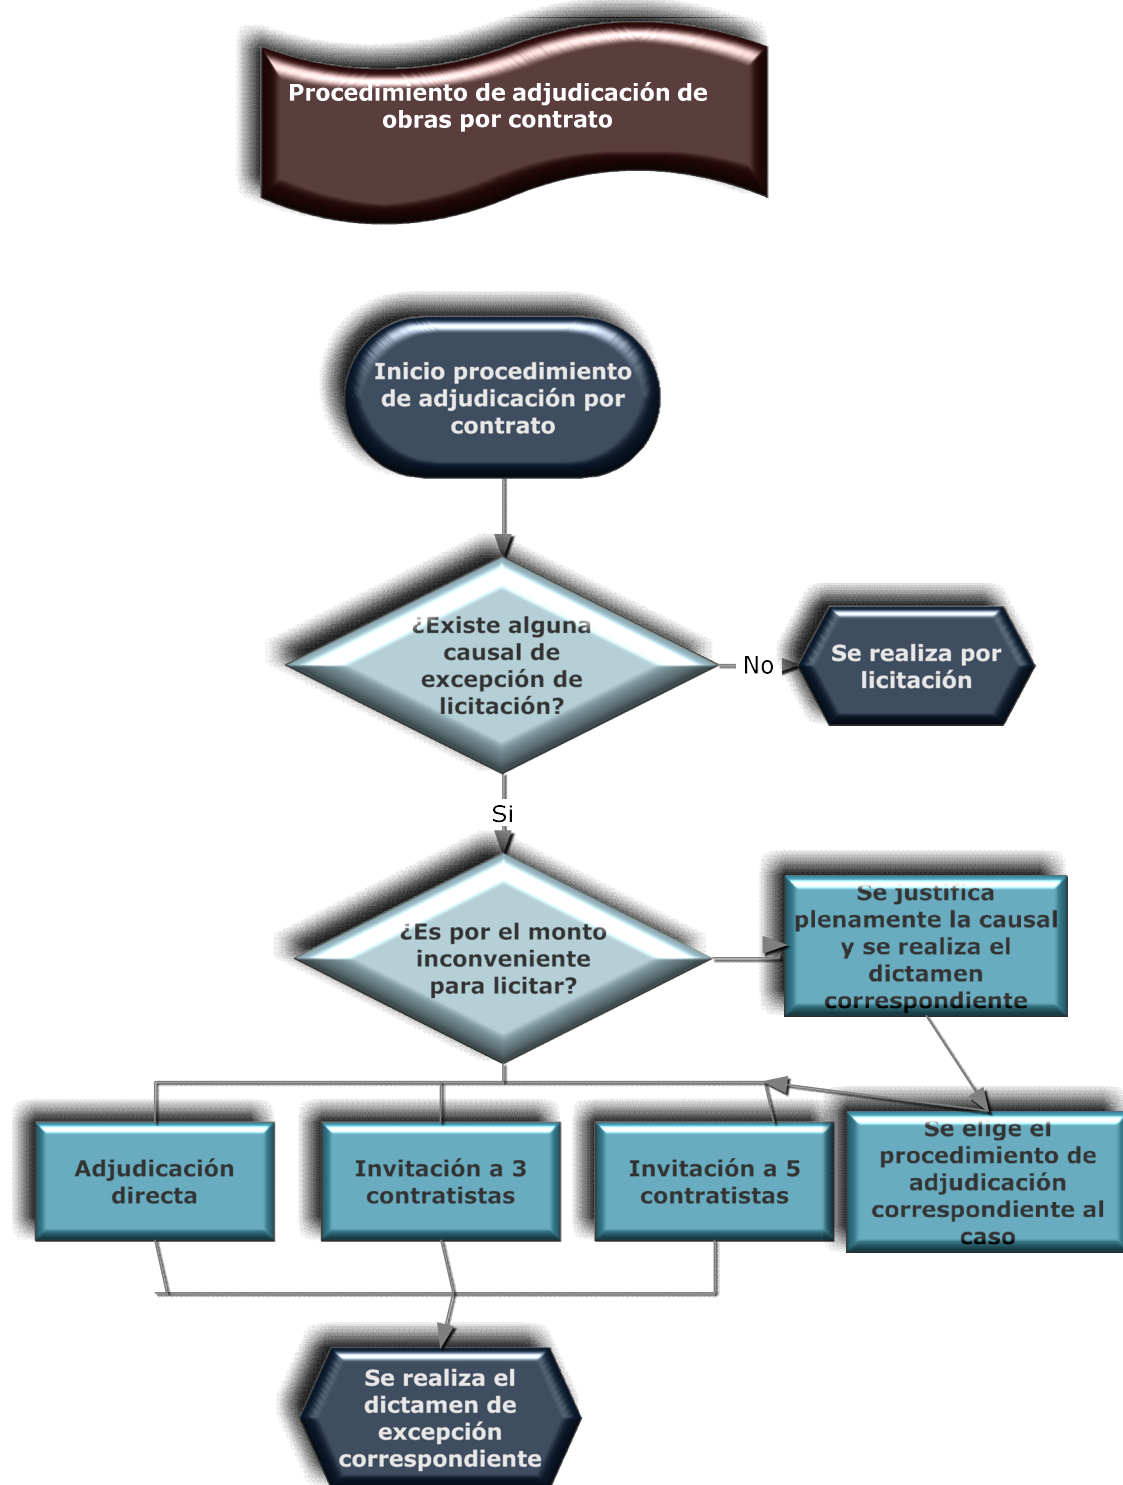 Procedimiento de adjudicación de
obras por contrato
Inicio procedimiento
de adjudicación por
contrato
¿Existe alguna
causal de
excepción de
licitación?
No
Se realiza por
licitación
Si
¿Es por el monto
inconveniente
para licitar?
Se justifica
plenamente la causal
y se realiza el
dictamen
correspondiente
Adjudicación
directa
Invitación a 3
contratistas
Invitación a 5
contratistas
Se elige el
procedimiento de
adjudicación
correspondiente al
caso
Se realiza el
dictamen de
excepción
correspondiente